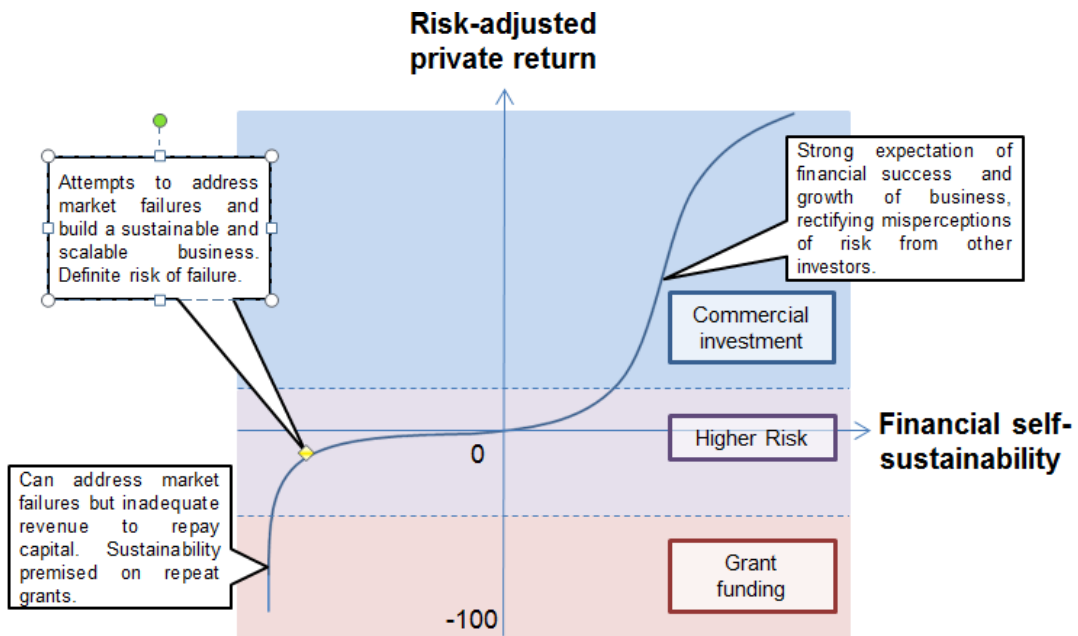 Risk-adjusted
private return
Attempts to address
market failures and
build a sustainable and
scalable business.
Definite risk of failure.
Strong expectation of
financial success and
growth of business,
rectifying misperceptions
of risk from other
investors.
Commercial
investment
Financial self-
sustainability
Higher Risk
0
Can address market
failures but inadequate
revenue to repay
capital. Sustainability
premised on repeat
grants.
Grant
funding
-100